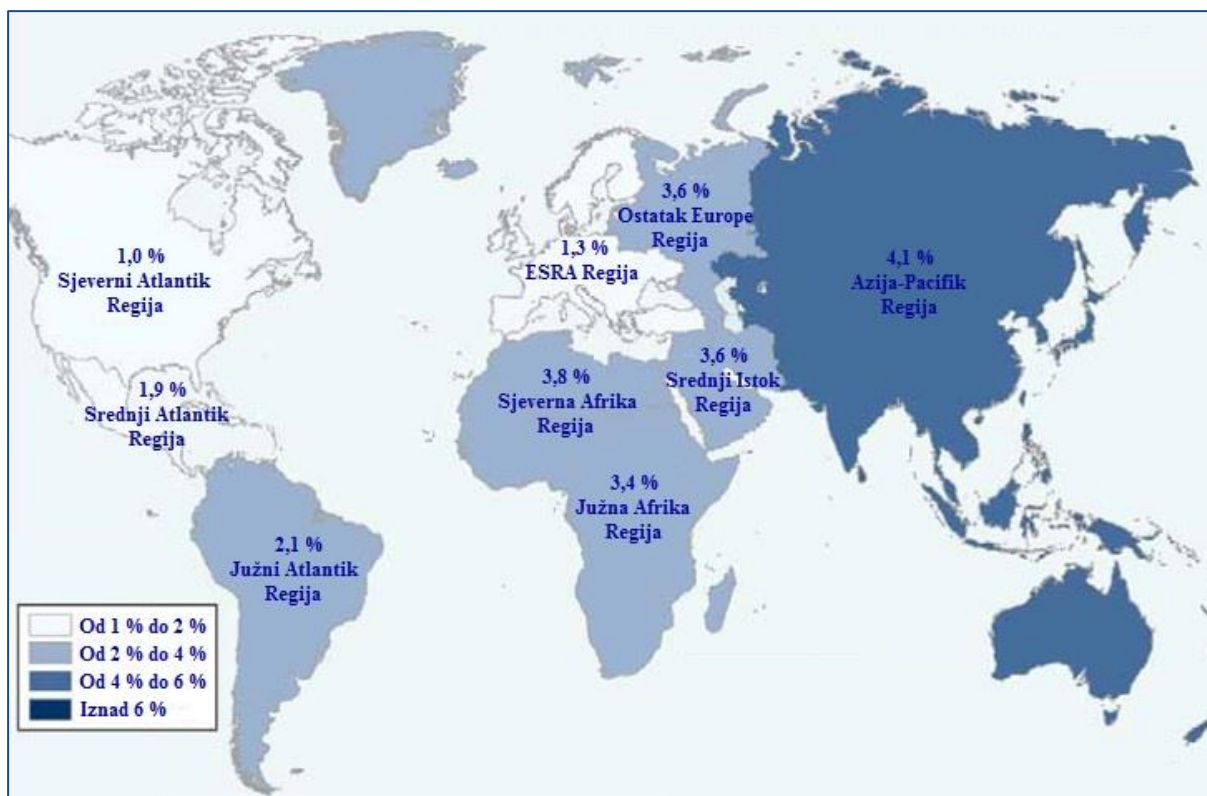 3,6 %
Ostatak Europe
Regija
1,0 %
Sjeverni Atlantik
Regija
1,3 %
ESRA Regija
4,1 %
Azija-Pacifik
Regija
1,9 %
Srednji Atlantik
Regija
3,8 %
Sjeverna Afrika
Regija
3,6 %
Srednji Istok
Regija
3,4 %
Južna Afrika
Regija
2,1 %
Južni Atlantik
Regija
Od 1 % do 2 %
Od 2 % do 4 %
Od 4 % do 6 %
Iznad 6 %